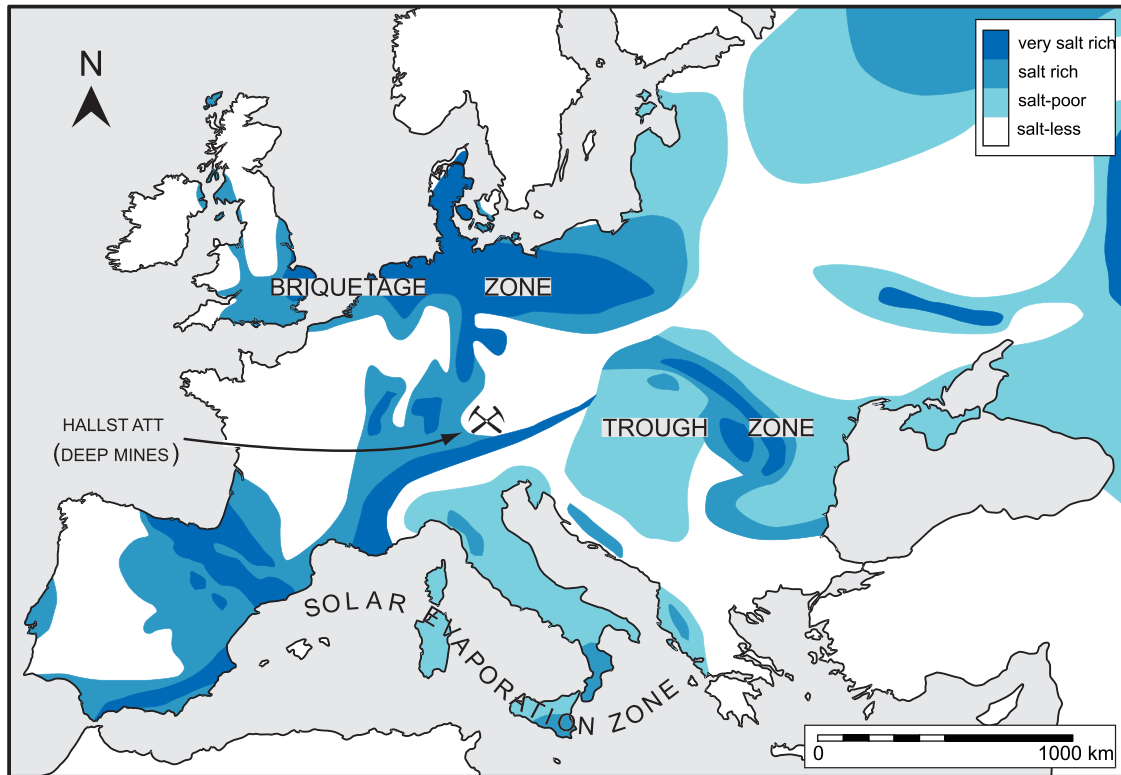 N
very salt rich
salt rich
salt-poor
salt-less
BRIQUETAGE ZONE
HALLST ATT
(DEEP MINES)
TROUGH ZONE
SOLAR EVAPORATION ZONE
0 1000 km